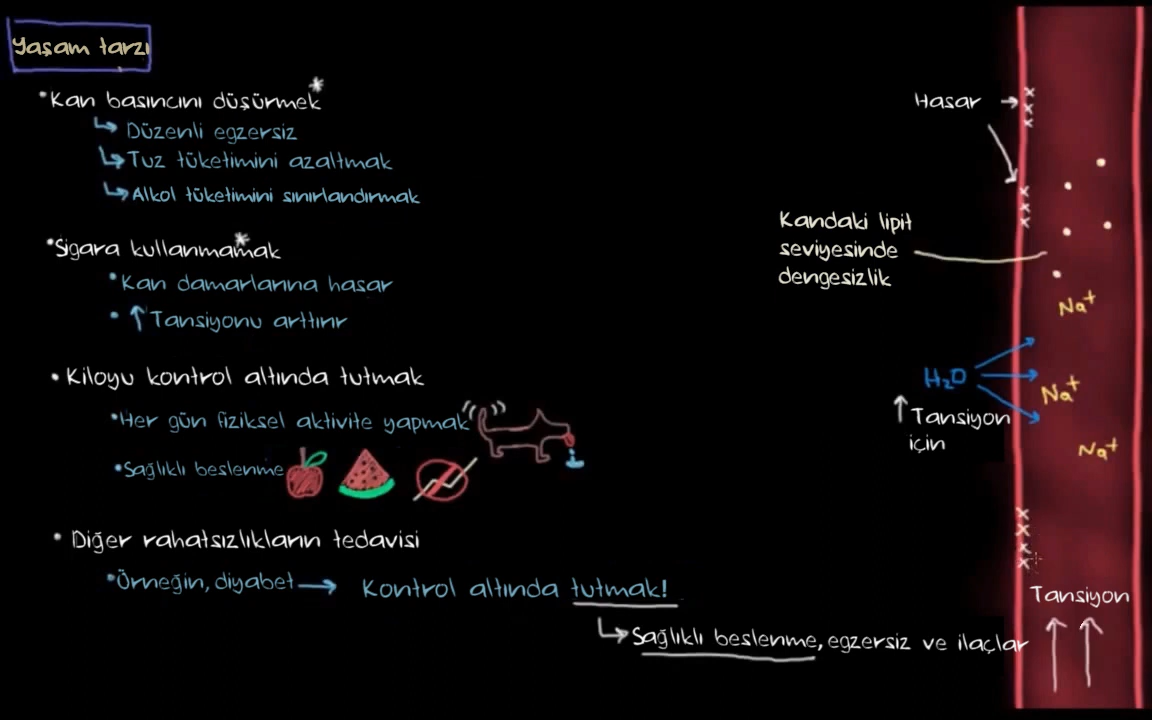 Yaşam tarzı
*Kan basıncını düşürmek*
↳ Düzenli egzersiz
↳ Tuz tüketimini azaltmak
↳ Alkol tüketimini sınırlandırmak
*Sigara kullanmamak*
• Kan damarlarına hasar
• ↑ Tansiyonu arttırır
• Kiloyu kontrol altında tutmak
• Her gün fiziksel aktivite yapmak
• Sağlıklı beslenme
• Diğer rahatsızlıkların tedavisi
• Örneğin, diyabet → Kontrol altında tutmak!
↳ Sağlıklı beslenme, egzersiz ve ilaçlar
Hasar →
Kandaki lipit
seviyesinde
dengesizlik
Na+
H₂O
Na+
↑ Tansiyon
için
Na+
Tansiyon